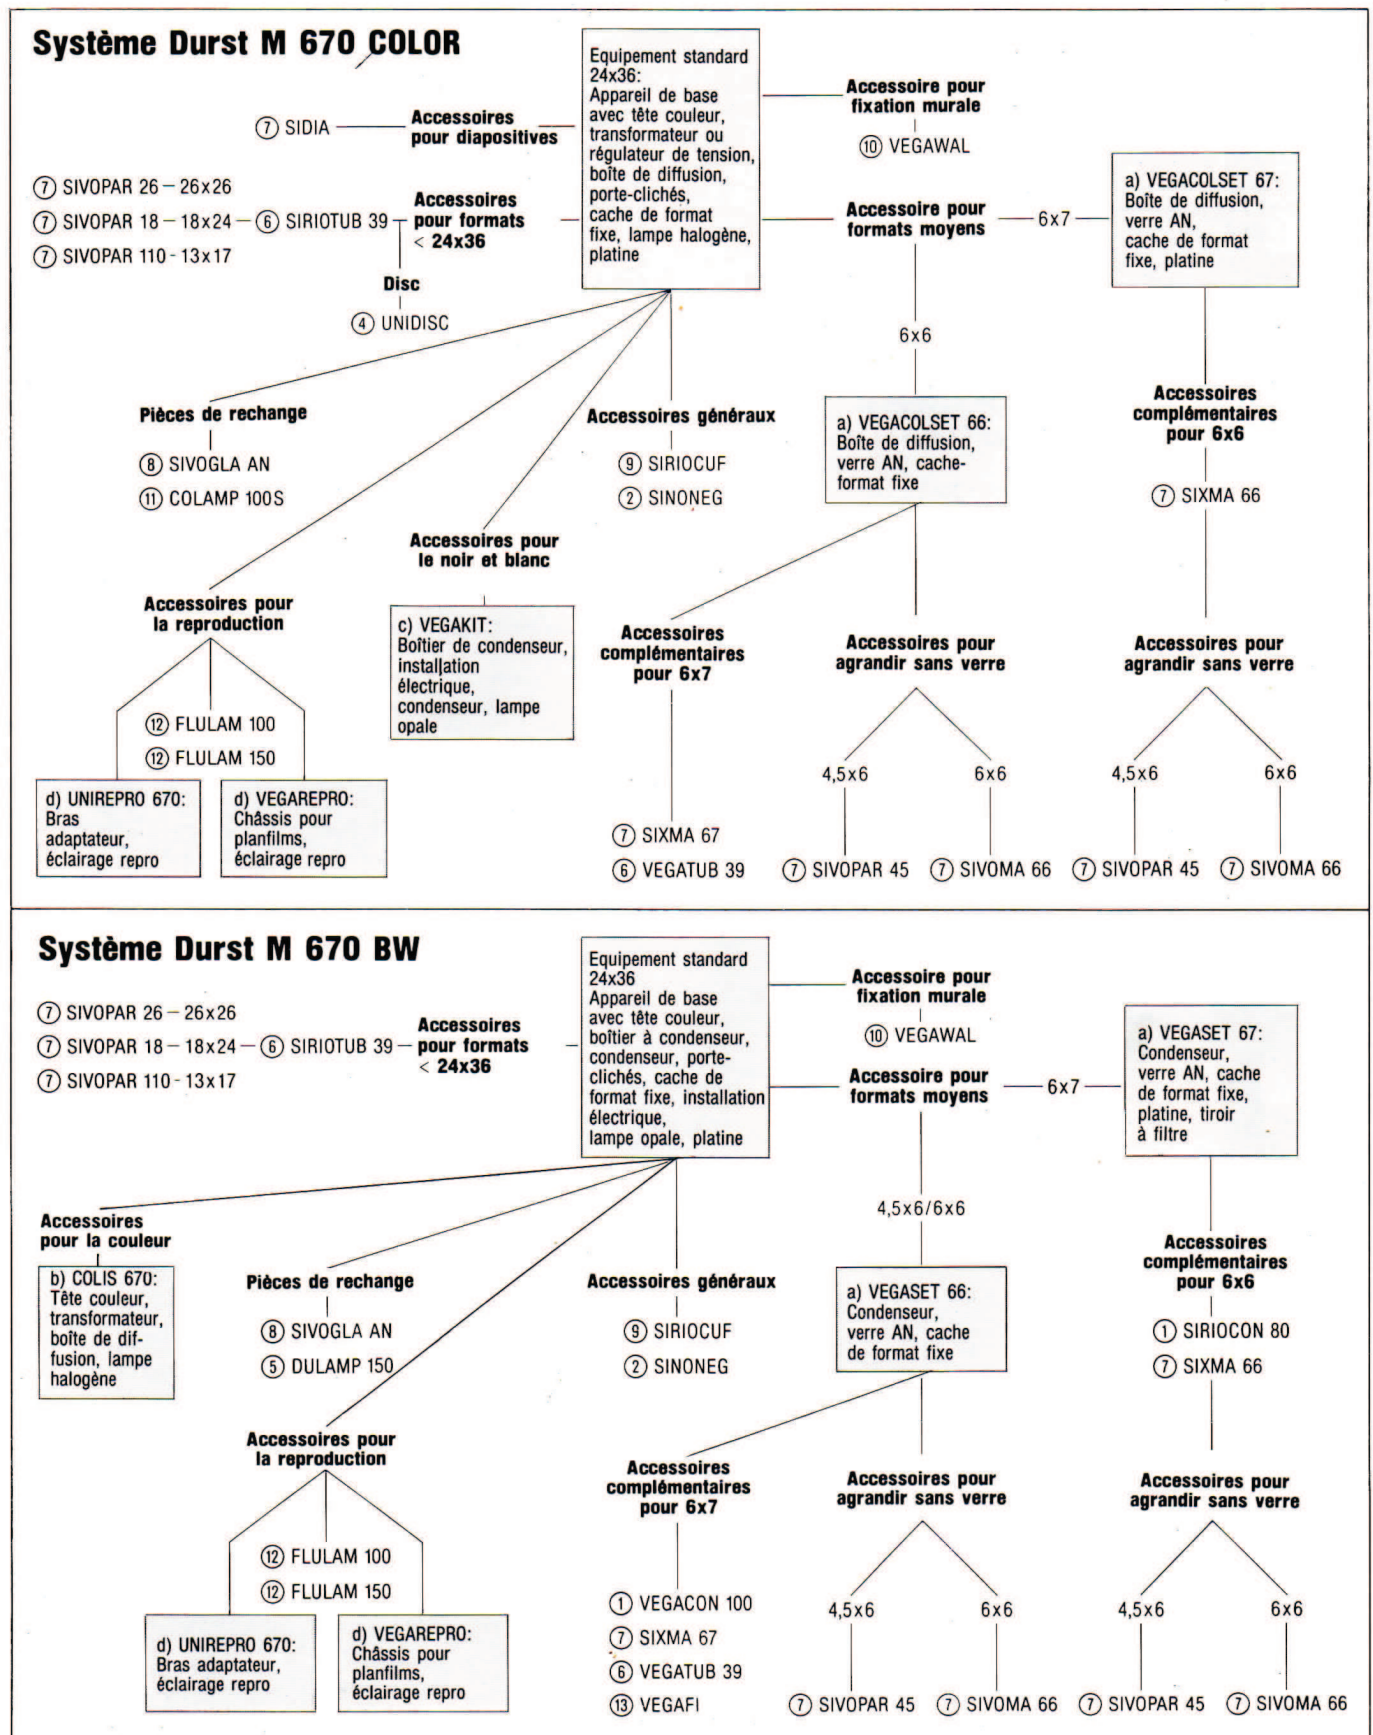 Système Durst M 670 COLOR
Equipement standard
24x36:
Appareil de base
avec tête couleur,
transformateur ou
régulateur de tension,
boîte de diffusion,
porte-clichés,
cache de format
fixe, lampe halogène,
platine
Accessoire pour
fixation murale
⑩ VEGAWAL
⑦ SIDIA
Accessoires
pour diapositives
⑦ SIVOPAR 26 – 26x26
⑦ SIVOPAR 18 – 18x24 – ⑥ SIRIOTUB 39
⑦ SIVOPAR 110 - 13x17
Accessoires
pour formats
< 24x36
Disc
④ UNIDISC
Accessoire pour
formats moyens
6x7
a) VEGACOLSET 67:
Boîte de diffusion,
verre AN,
cache de format
fixe, platine
6x6
Pièces de rechange
⑧ SIVOGLA AN
⑪ COLAMP 100S
Accessoires généraux
⑨ SIRIOCUF
② SINONEG
a) VEGACOLSET 66:
Boîte de diffusion,
verre AN, cache-
format fixe
Accessoires
complémentaires
pour 6x6
⑦ SIXMA 66
Accessoires pour
le noir et blanc
c) VEGAKIT:
Boîtier de condenseur,
installation
électrique,
condenseur, lampe
opale
Accessoires pour
la reproduction
⑫ FLULAM 100
⑫ FLULAM 150
d) UNIREPRO 670:
Bras
adaptateur,
éclairage repro
d) VEGAREPRO:
Châssis pour
planfilms,
éclairage repro
Accessoires
complémentaires
pour 6x7
⑦ SIXMA 67
⑥ VEGATUB 39
Accessoires pour
agrandir sans verre
4,5x6
6x6
⑦ SIVOPAR 45
⑦ SIVOMA 66
Accessoires pour
agrandir sans verre
4,5x6
6x6
⑦ SIVOPAR 45
⑦ SIVOMA 66
Système Durst M 670 BW
Equipement standard
24x36
Appareil de base
avec tête couleur,
boîtier à condenseur,
condenseur, porte-
clichés, cache de
format fixe, installation
électrique,
lampe opale, platine
Accessoire pour
fixation murale
⑩ VEGAWAL
⑦ SIVOPAR 26 – 26x26
⑦ SIVOPAR 18 – 18x24 – ⑥ SIRIOTUB 39 –
⑦ SIVOPAR 110 - 13x17
Accessoires
pour formats
< 24x36
Accessoire pour
formats moyens
6x7
a) VEGASET 67:
Condenseur,
verre AN, cache
de format fixe,
platine, tiroir
à filtre
4,5x6/6x6
Accessoires
pour la couleur
b) COLIS 670:
Tête couleur,
transformateur,
boîte de dif-
fusion, lampe
halogène
Pièces de rechange
⑧ SIVOGLA AN
⑤ DULAMP 150
Accessoires généraux
⑨ SIRIOCUF
② SINONEG
a) VEGASET 66:
Condenseur,
verre AN, cache
de format fixe
Accessoires
complémentaires
pour 6x6
① SIRIOCON 80
⑦ SIXMA 66
Accessoires pour
la reproduction
⑫ FLULAM 100
⑫ FLULAM 150
d) UNIREPRO 670:
Bras adaptateur,
éclairage repro
d) VEGAREPRO:
Châssis pour
planfilms,
éclairage repro
Accessoires
complémentaires
pour 6x7
① VEGACON 100
⑦ SIXMA 67
⑥ VEGATUB 39
⑬ VEGAFI
Accessoires pour
agrandir sans verre
4,5x6
6x6
⑦ SIVOPAR 45
⑦ SIVOMA 66
Accessoires pour
agrandir sans verre
4,5x6
6x6
⑦ SIVOPAR 45
⑦ SIVOMA 66